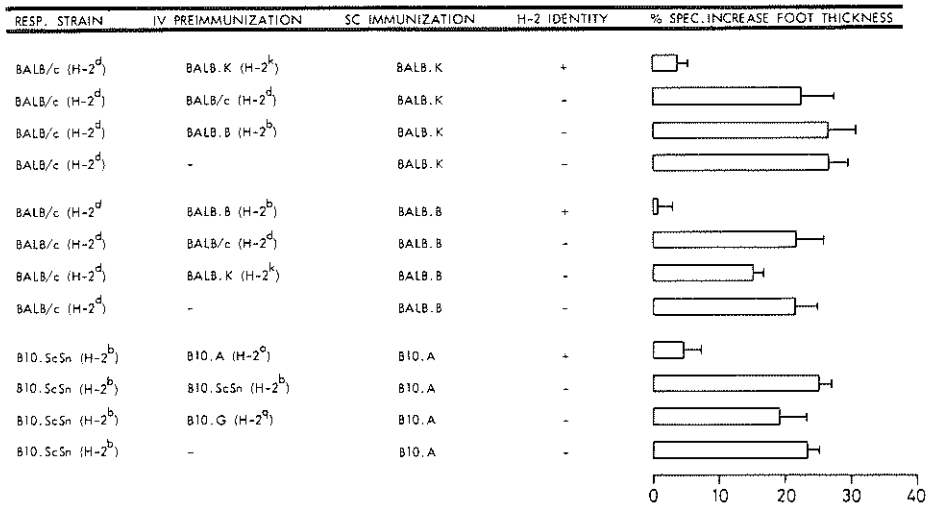 RESP. STRAIN IV PREIMMUNIZATION SC IMMUNIZATION H-2 IDENTITY % SPEC. INCREASE FOOT THICKNESS
BALB/c (H-2ᵈ) BALB.K (H-2ᵏ) BALB.K +
BALB/c (H-2ᵈ) BALB/c (H-2ᵈ) BALB.K -
BALB/c (H-2ᵈ) BALB.B (H-2ᵇ) BALB.K -
BALB/c (H-2ᵈ) - BALB.K -
BALB/c (H-2ᵈ BALB.B (H-2ᵇ) BALB.B +
BALB/c (H-2ᵈ) BALB/c (H-2ᵈ) BALB.B -
BALB/c (H-2ᵈ) BALB.K (H-2ᵏ) BALB.B -
BALB/c (H-2ᵈ) - BALB.B -
B10.ScSn (H-2ᵇ) B10.A (H-2ᵃ) B10.A +
B10.ScSn (H-2ᵇ) B10.ScSn (H-2ᵇ) B10.A -
B10.ScSn (H-2ᵇ) B10.G (H-2q) B10.A -
B10.ScSn (H-2ᵇ) - B10.A -
0 10 20 30 40